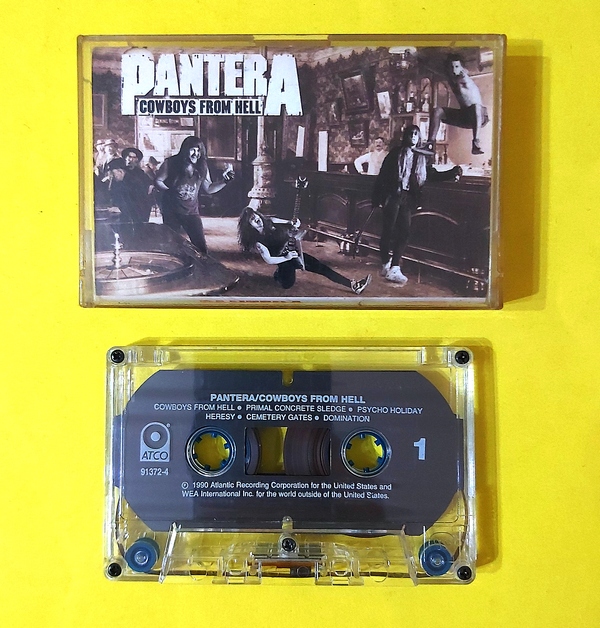 PANTERA
COWBOYS FROM HELL
PANTERA/COWBOYS FROM HELL
COWBOYS FROM HELL ● PRIMAL CONCRETE SLEDGE ● PSYCHO HOLIDAY
HERESY ● CEMETERY GATES ● DOMINATION
ATCO
®
1
91372-4
℗ 1990 Atlantic Recording Corporation for the United States and
WEA International Inc. for the world outside of the United States.